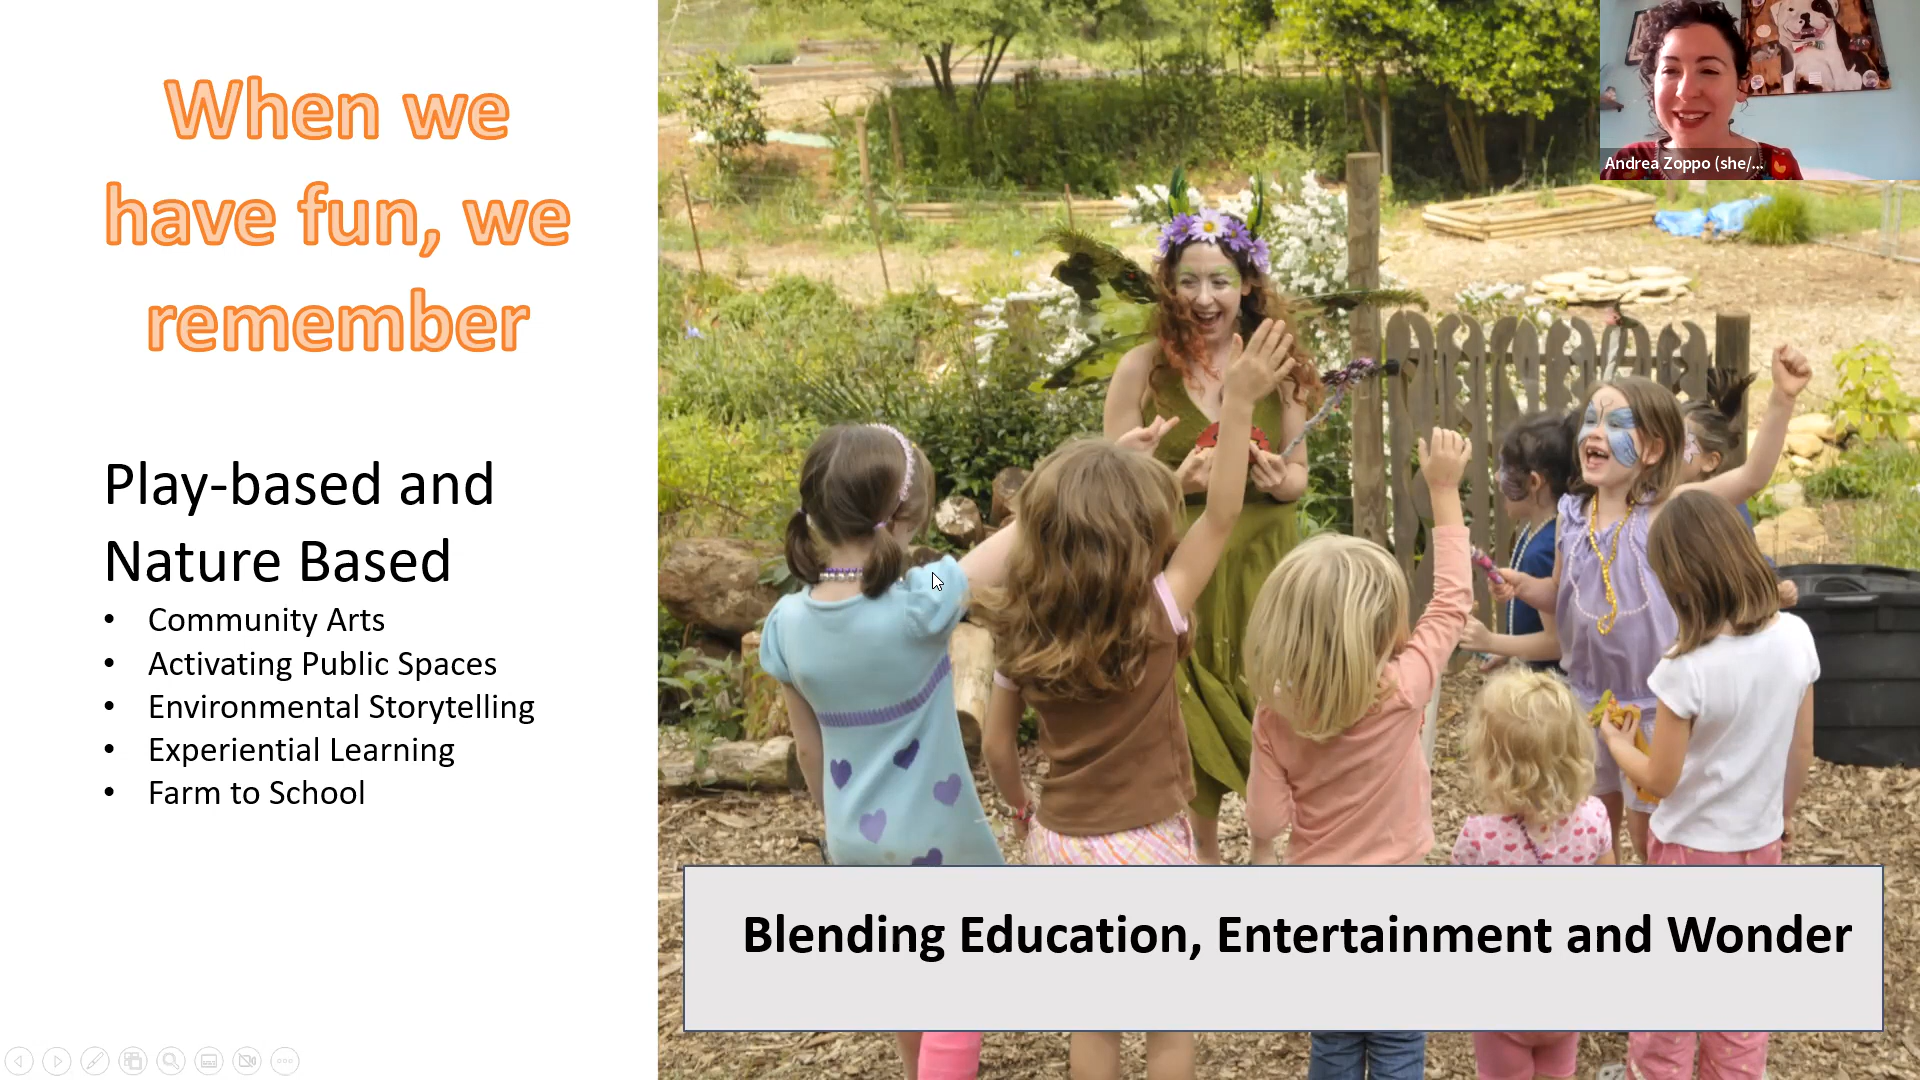 When we
have fun, we
remember
Play-based and
Nature Based
• Community Arts
• Activating Public Spaces
• Environmental Storytelling
• Experiential Learning
• Farm to School
Andrea Zoppo (she/...
Blending Education, Entertainment and Wonder